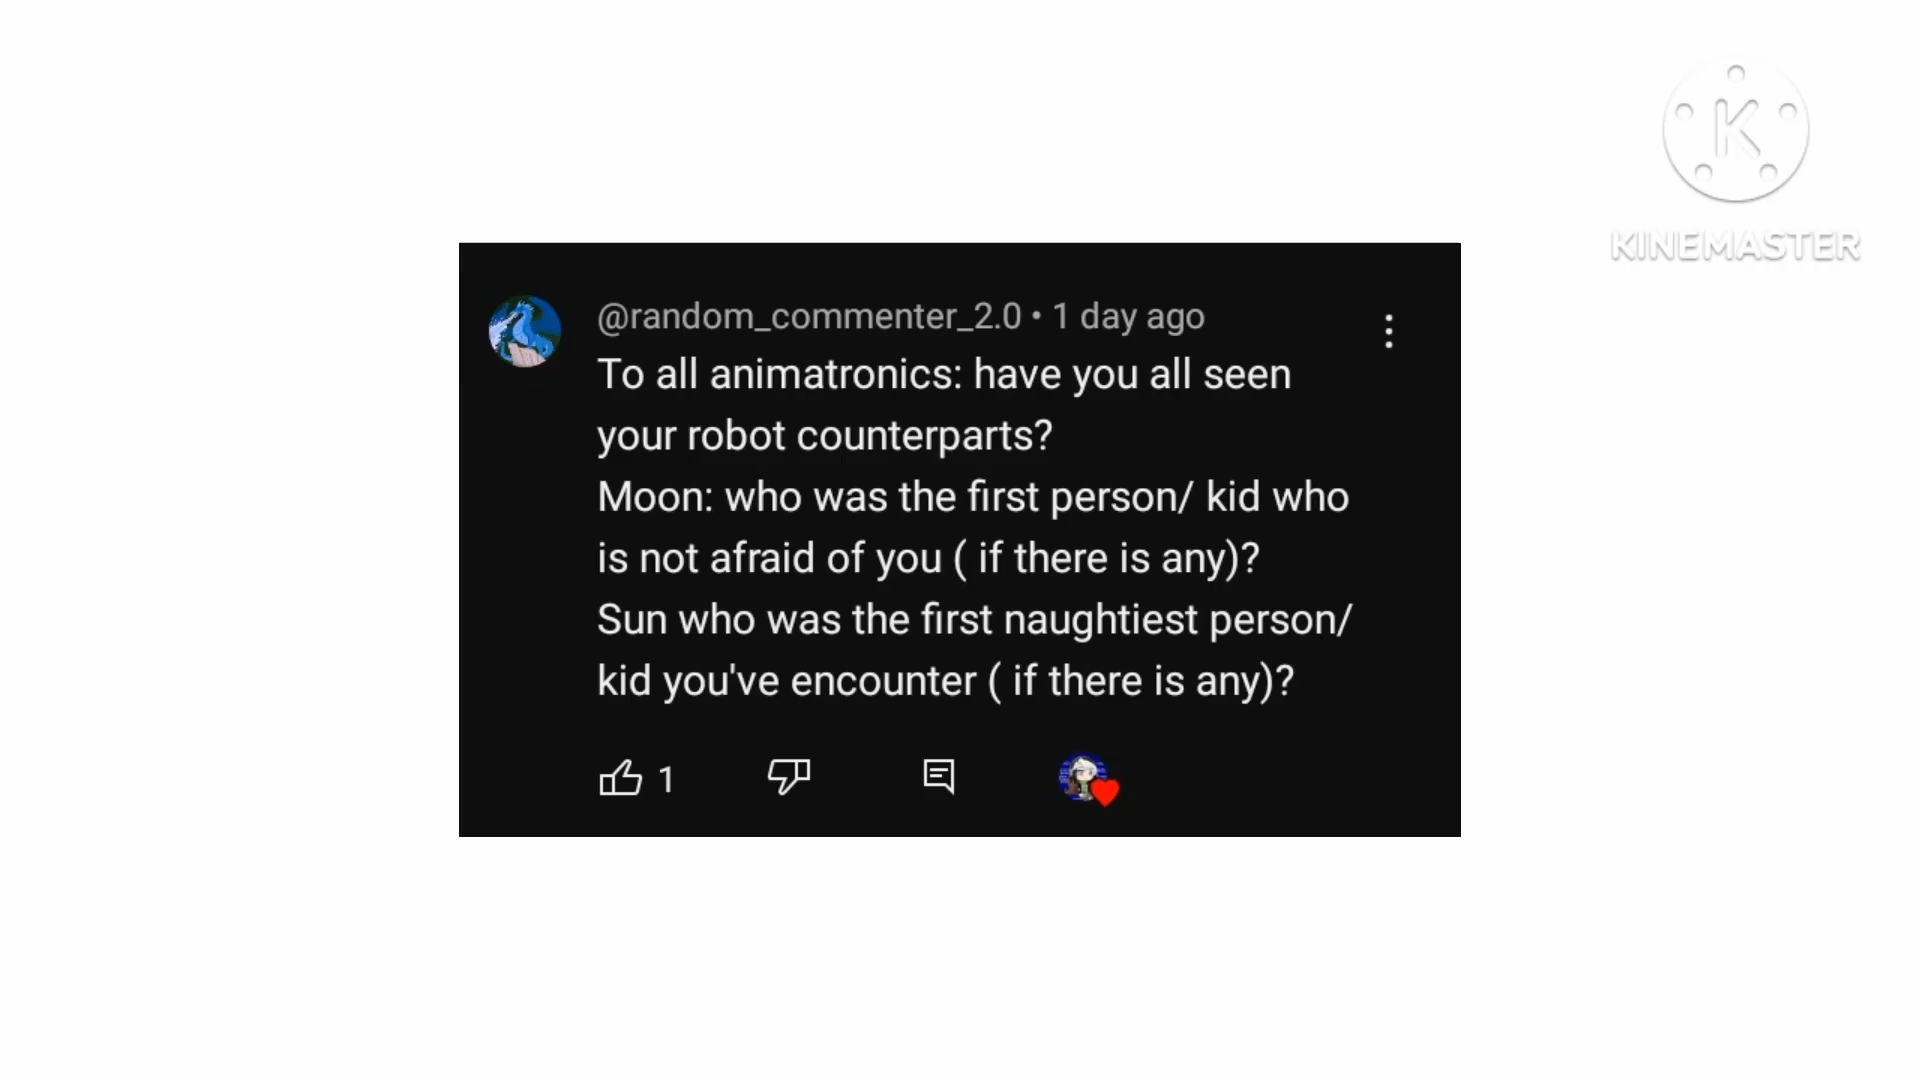 K
KINEMASTER
@random_commenter_2.0 • 1 day ago
To all animatronics: have you all seen
your robot counterparts?
Moon: who was the first person/ kid who
is not afraid of you ( if there is any)?
Sun who was the first naughtiest person/
kid you've encounter ( if there is any)?
1